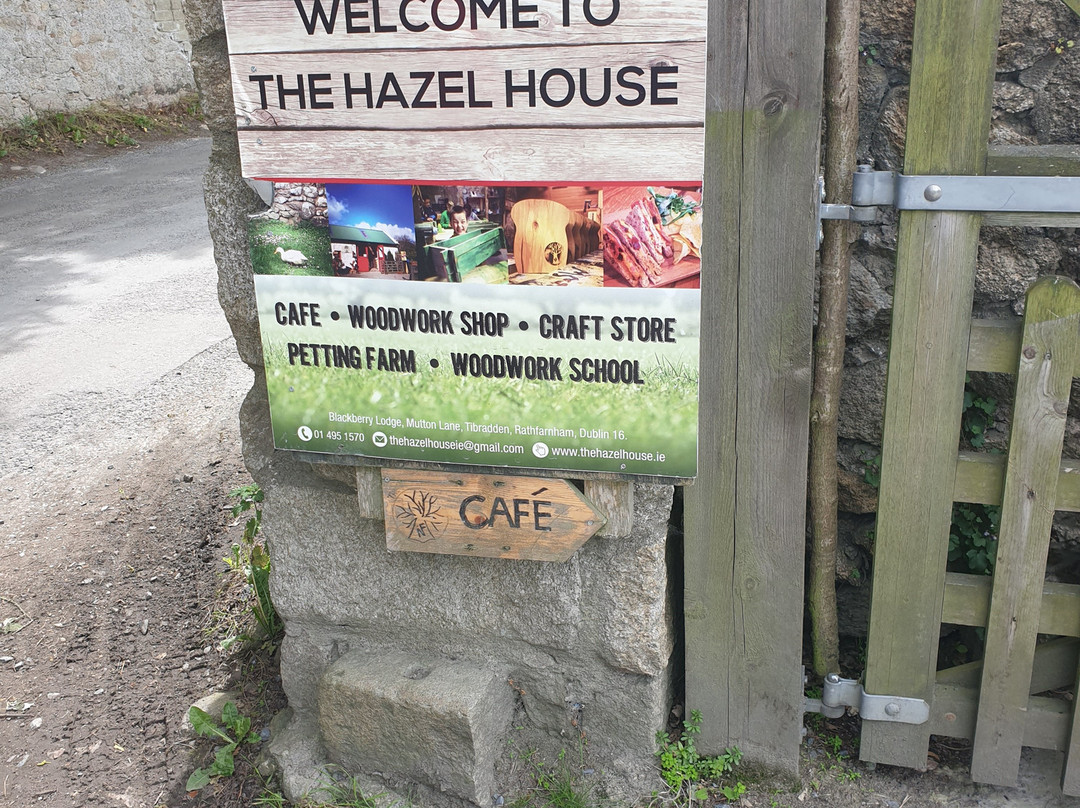 WELCOME TO
THE HAZEL HOUSE
CAFE • WOODWORK SHOP • CRAFT STORE
PETTING FARM • WOODWORK SCHOOL
Blackberry Lodge, Mutton Lane, Tibradden, Rathfarnham, Dublin 16.
01 495 1570 thehazelhouseie@gmail.com www.thehazelhouse.ie
CAFÉ